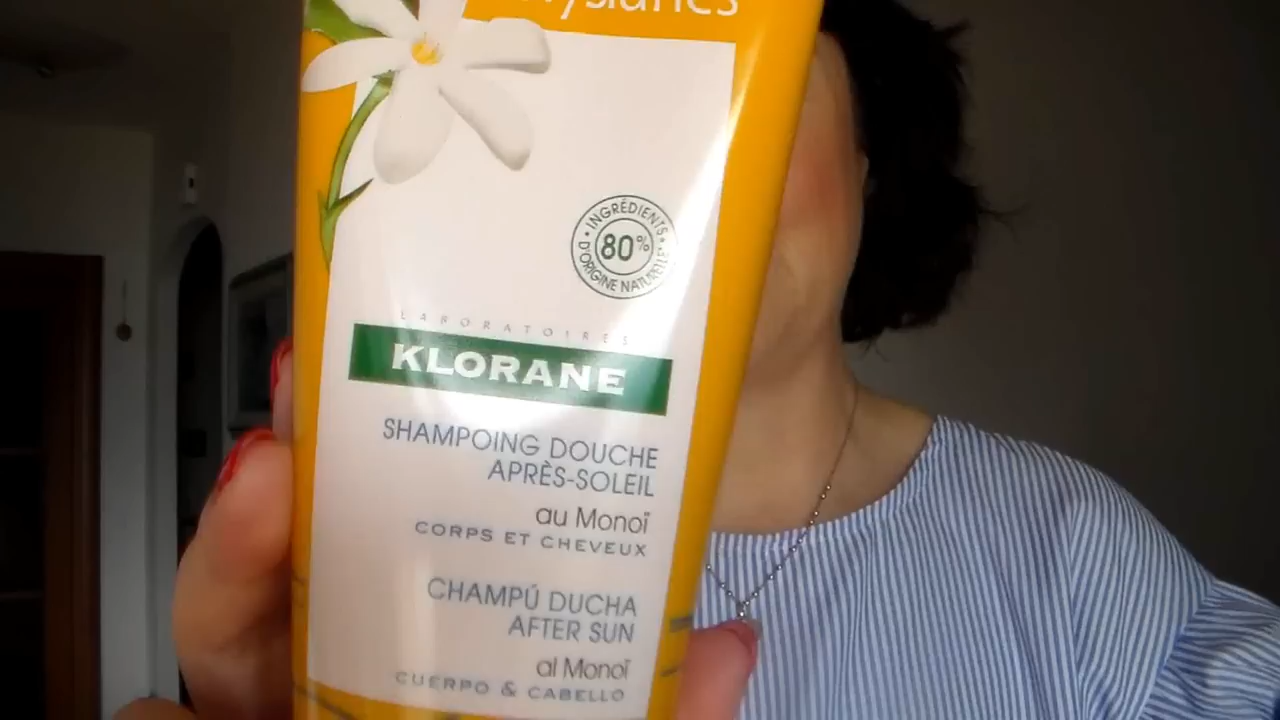 INGRÉDIENTS
80%
D'ORIGINE NATURELLE
LABORATOIRES
KLORANE
SHAMPOING DOUCHE
APRÈS-SOLEIL
au Monoï
CORPS ET CHEVEUX
CHAMPÚ DUCHA
AFTER SUN
al Monoï
CUERPO & CABELLO